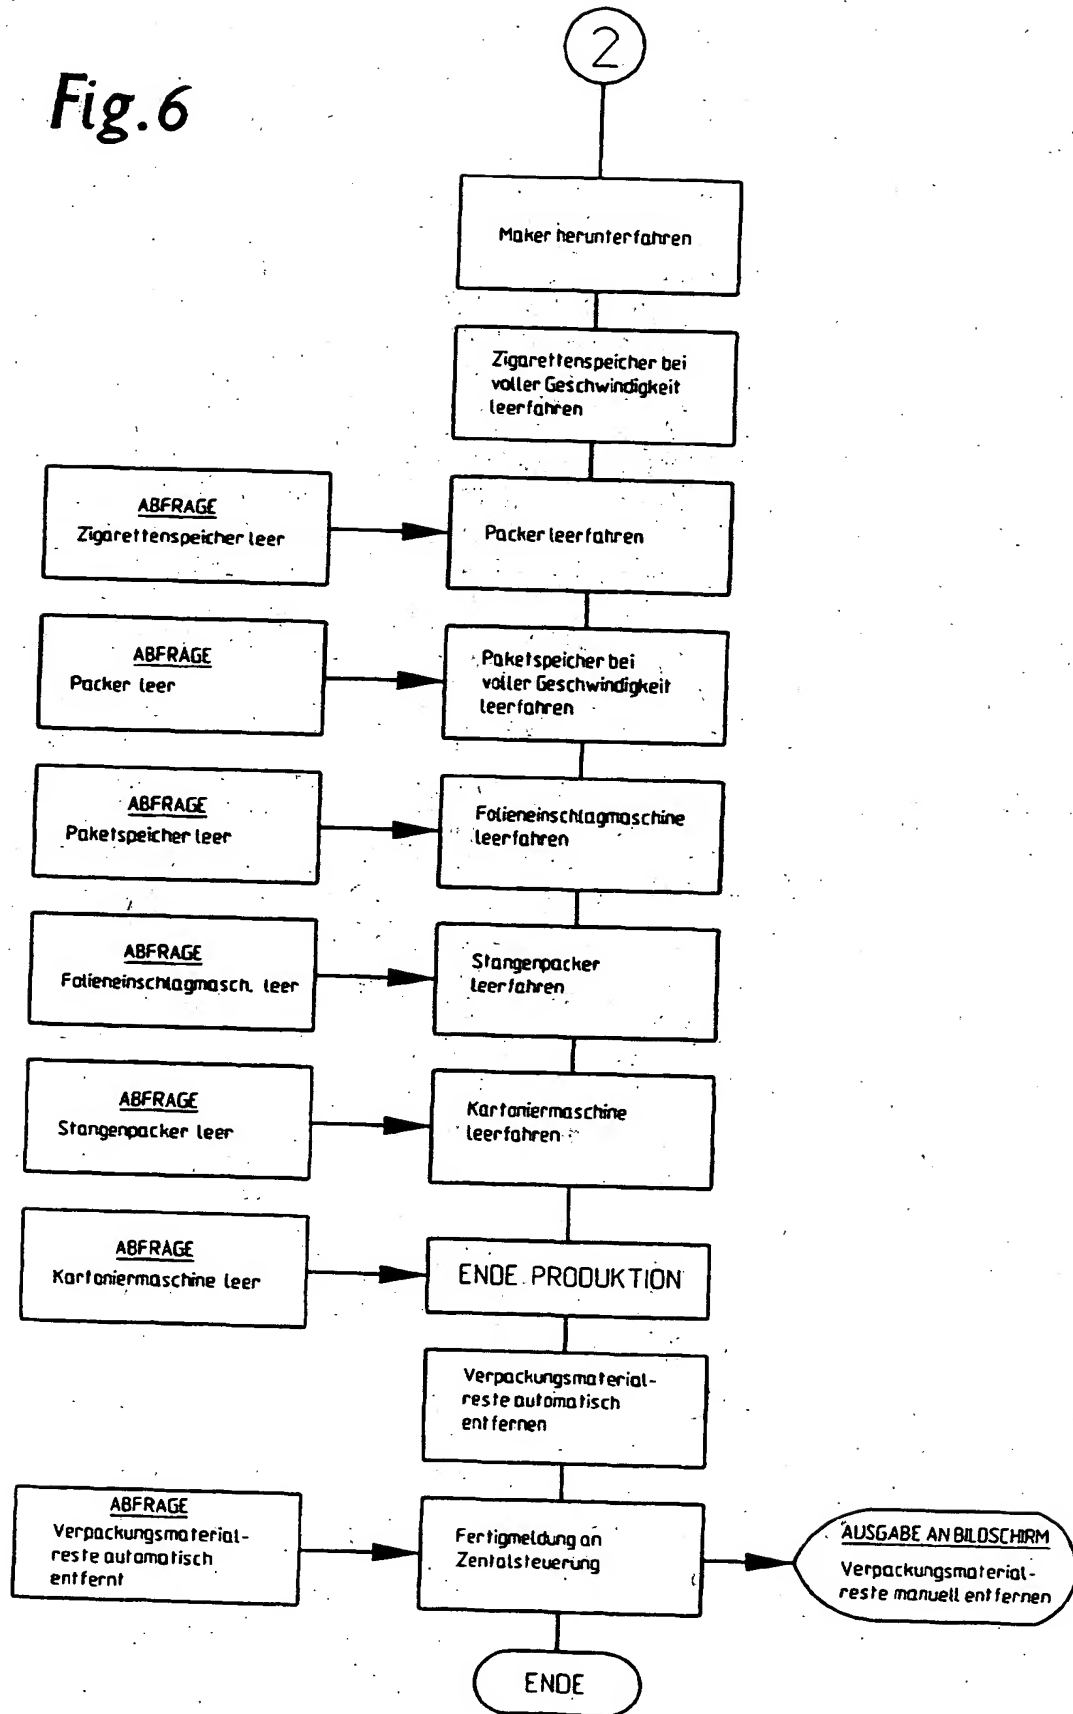 Fig.6
2
Maker herunterfahren
Zigarettenspeicher bei
voller Geschwindigkeit
leerfahren
ABFRAGE
Zigarettenspeicher leer
Packer leerfahren
ABFRAGE
Packer leer
Paketspeicher bei
voller Geschwindigkeit
leerfahren
ABFRAGE
Paketspeicher leer
Folieneinschlagmaschine
leerfahren
ABFRAGE
Folieneinschlagmasch. leer
Stangenpacker
leerfahren
ABFRAGE
Stangenpacker leer
Kartoniermaschine
leerfahren
ABFRAGE
Kartoniermaschine leer
ENDE PRODUKTION
Verpackungsmaterial-
reste automatisch
entfernen
ABFRAGE
Verpackungsmaterial-
reste automatisch
entfernt
Fertigmeldung an
Zentalsteuerung
AUSGABE AN BILDSCHIRM
Verpackungsmaterial-
reste manuell entfernen
ENDE